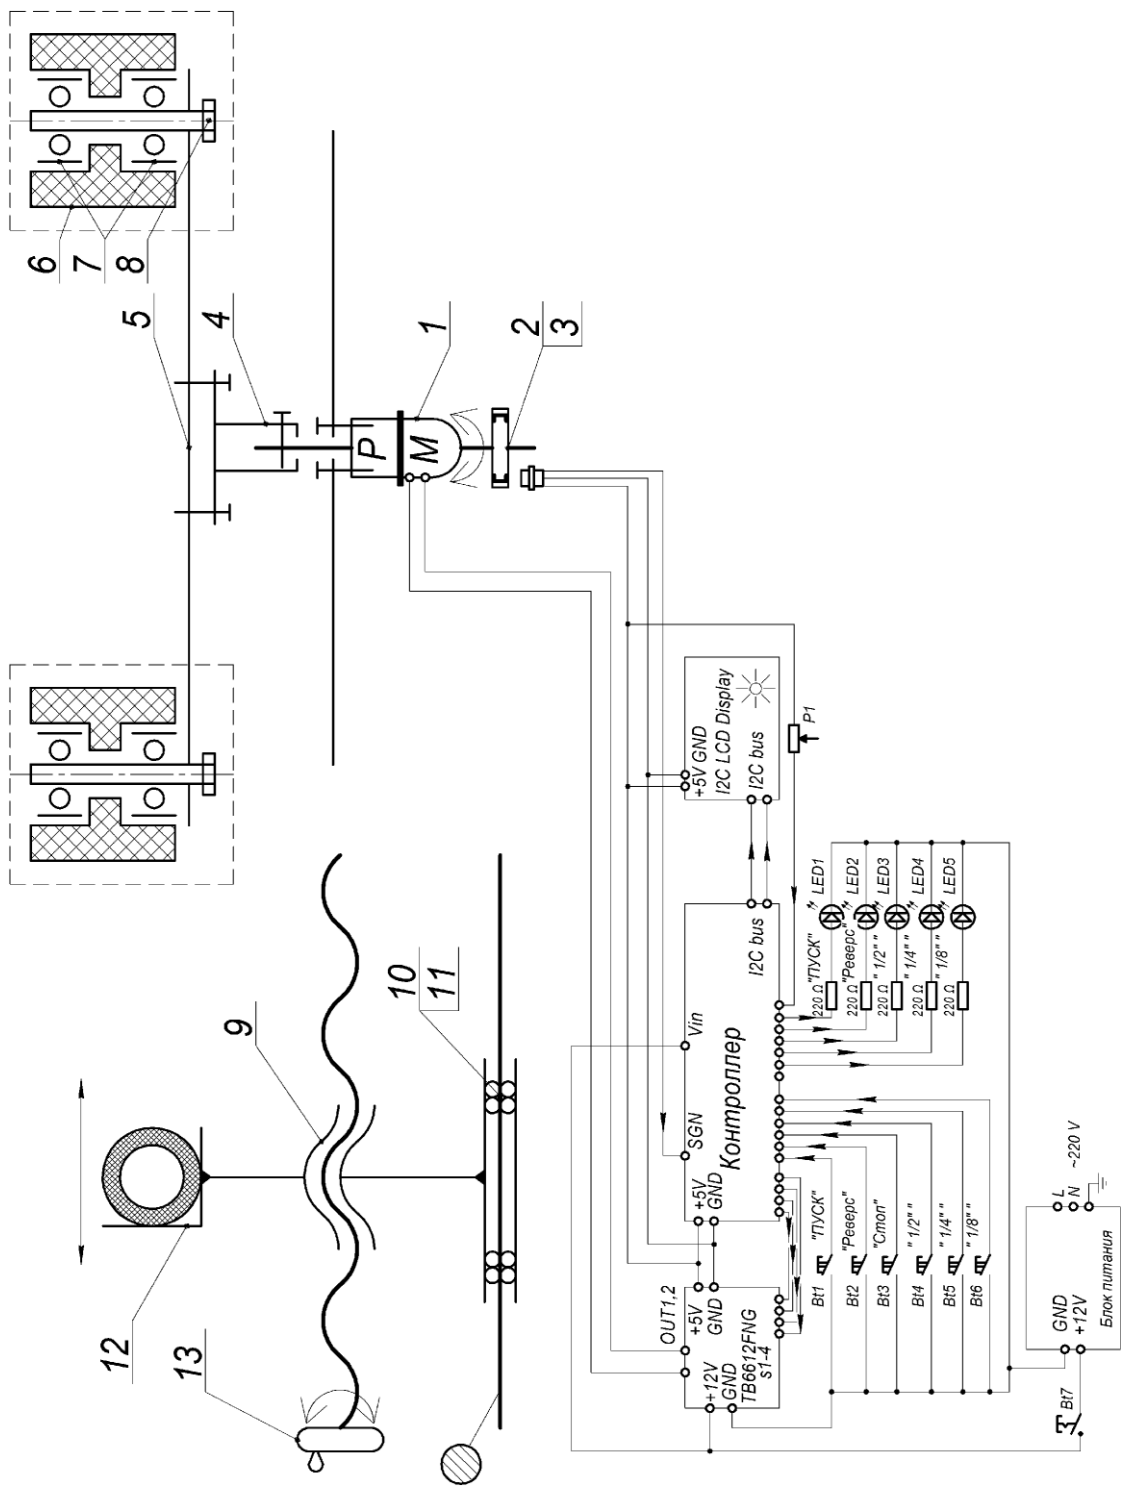 6
7
8
5
4
1
2
3
P
M
9
10
11
12
13
+5V GND
I2C LCD Display
I2C bus
P1
I2C bus
Vin
SGN
Контроллер
+5V
GND
OUT1,2
+5V
GND
+12V
GND
TB6612FNG
s1-4
220 Ω "ПУСК" LED1
220 Ω "Реверс" LED2
220 Ω " 1/2" " LED3
220 Ω " 1/4" " LED4
220 Ω " 1/8" " LED5
Bt1 "ПУСК"
Bt2 "Реверс"
Bt3 "Стоп"
Bt4 " 1/2" "
Bt5 " 1/4" "
Bt6 " 1/8" "
Bt7
GND
+12V
Блок питания
L
N
~220 V